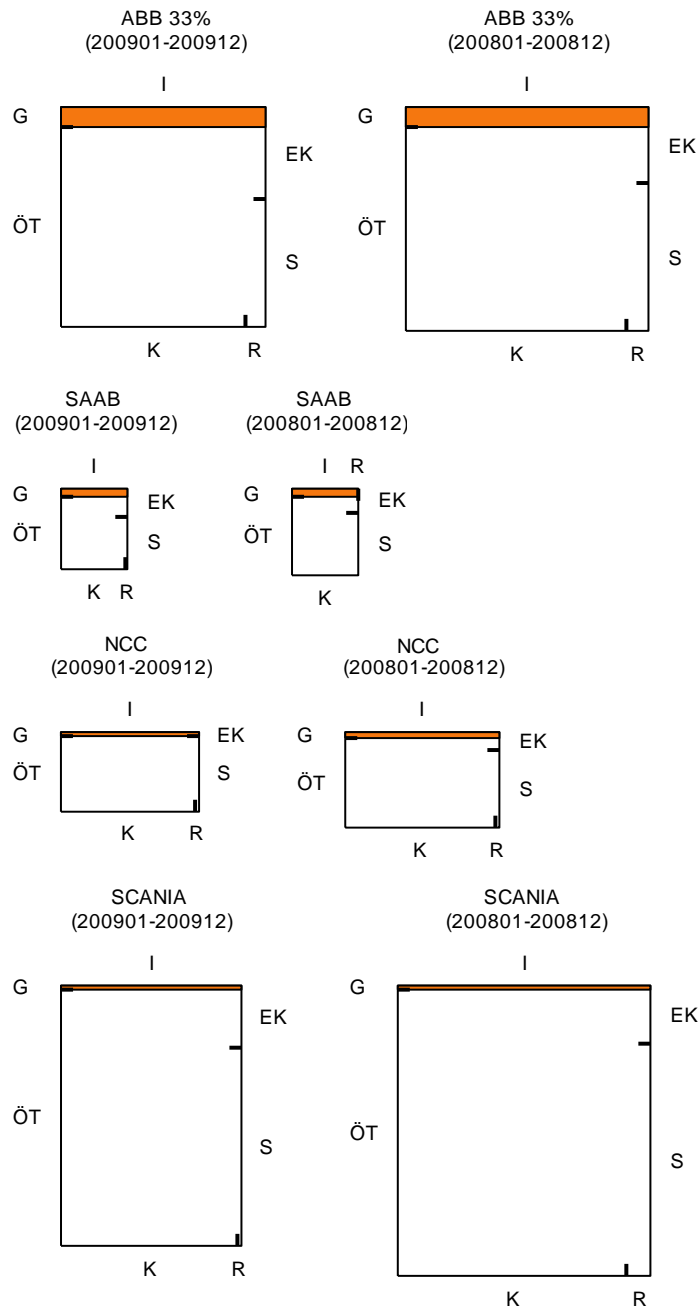 ABB 33%
(200901-200912)
I
G
EK
ÖT
S
K R
ABB 33%
(200801-200812)
I
G
EK
ÖT
S
K R
SAAB
(200901-200912)
I
G
EK
ÖT
S
K R
SAAB
(200801-200812)
I R
G
EK
ÖT
S
K
NCC
(200901-200912)
I
G
EK
ÖT
S
K R
NCC
(200801-200812)
I
G
EK
ÖT
S
K R
SCANIA
(200901-200912)
I
G
EK
ÖT
S
K R
SCANIA
(200801-200812)
I
G
EK
ÖT
S
K R